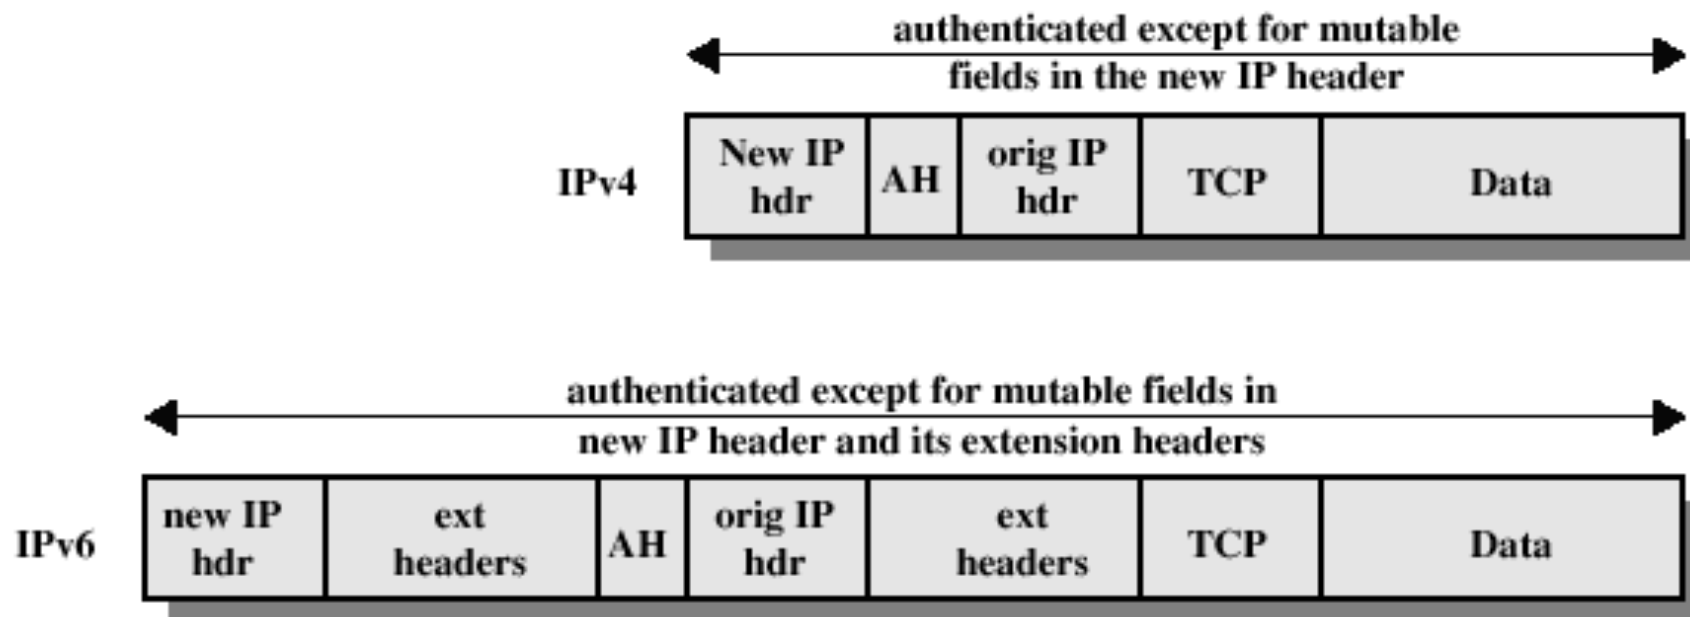 authenticated except for mutable
fields in the new IP header
IPv4
New IP
hdr
AH
orig IP
hdr
TCP
Data
authenticated except for mutable fields in
new IP header and its extension headers
IPv6
new IP
hdr
ext
headers
AH
orig IP
hdr
ext
headers
TCP
Data